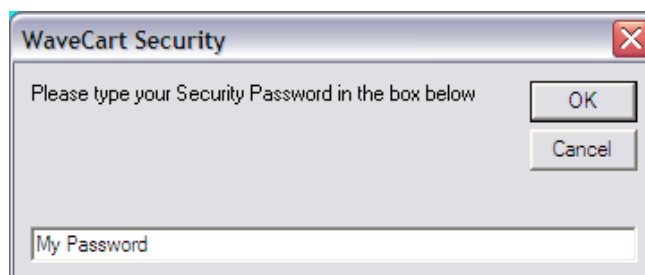 WaveCart Security
Please type your Security Password in the box below
OK
Cancel
My Password